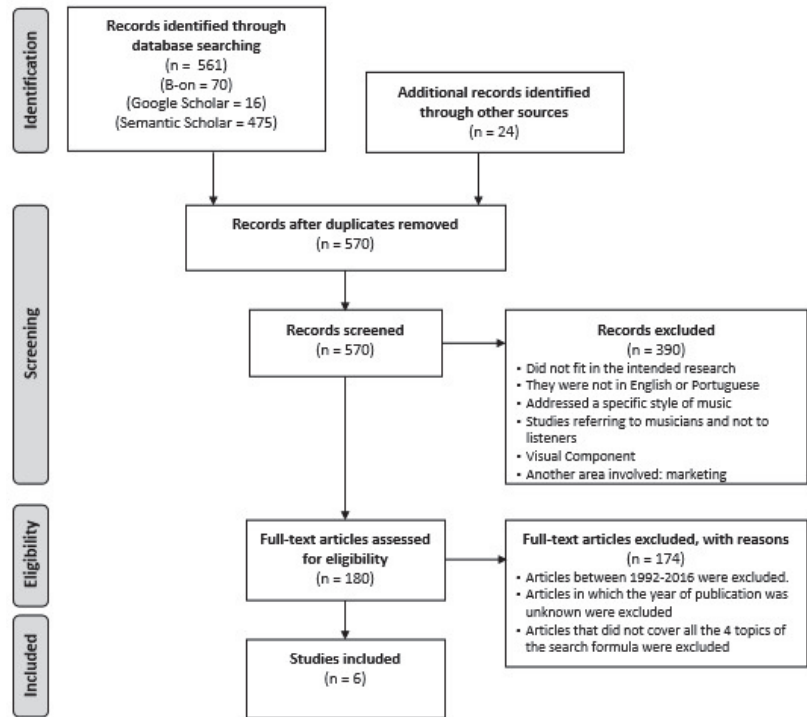 Identification
Records identified through
database searching
(n = 561)
(B-on = 70)
(Google Scholar = 16)
(Semantic Scholar = 475)
Additional records identified
through other sources
(n = 24)
Screening
Records after duplicates removed
(n = 570)
Records screened
(n = 570)
Records excluded
(n = 390)
• Did not fit in the intended research
• They were not in English or Portuguese
• Addressed a specific style of music
• Studies referring to musicians and not to
listeners
• Visual Component
• Another area involved: marketing
Eligibility
Full-text articles assessed
for eligibility
(n = 180)
Full-text articles excluded, with reasons
(n = 174)
• Articles between 1992-2016 were excluded.
• Articles in which the year of publication was
unknown were excluded
• Articles that did not cover all the 4 topics of
the search formula were excluded
Included
Studies included
(n = 6)